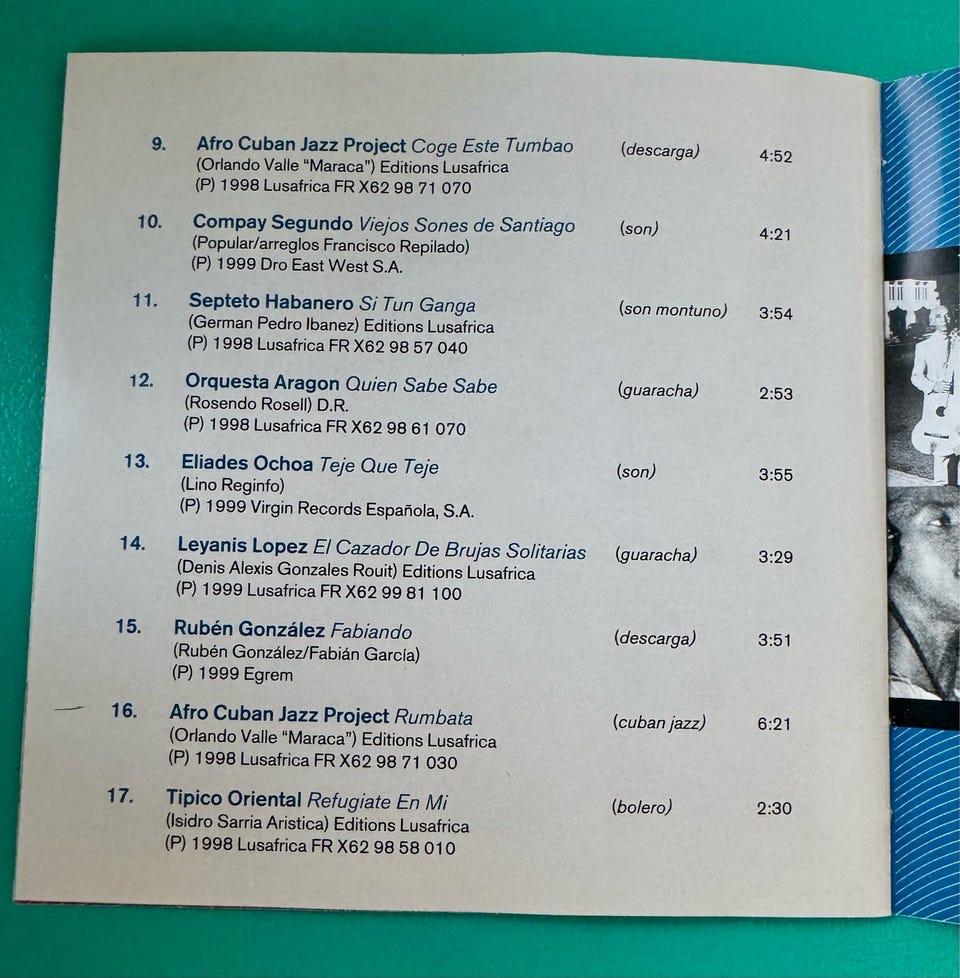 9. Afro Cuban Jazz Project Coge Este Tumbao (descarga) 4:52
(Orlando Valle “Maraca”) Editions Lusafrica
(P) 1998 Lusafrica FR X62 98 71 070
10. Compay Segundo Viejos Sones de Santiago (son) 4:21
(Popular/arreglos Francisco Repilado)
(P) 1999 Dro East West S.A.
11. Septeto Habanero Si Tun Ganga (son montuno) 3:54
(German Pedro Ibanez) Editions Lusafrica
(P) 1998 Lusafrica FR X62 98 57 040
12. Orquesta Aragon Quien Sabe Sabe (guaracha) 2:53
(Rosendo Rosell) D.R.
(P) 1998 Lusafrica FR X62 98 61 070
13. Eliades Ochoa Teje Que Teje (son) 3:55
(Lino Reginfo)
(P) 1999 Virgin Records Española, S.A.
14. Leyanis Lopez El Cazador De Brujas Solitarias (guaracha) 3:29
(Denis Alexis Gonzales Rouit) Editions Lusafrica
(P) 1999 Lusafrica FR X62 99 81 100
15. Rubén González Fabiando (descarga) 3:51
(Rubén González/Fabián García)
(P) 1999 Egrem
16. Afro Cuban Jazz Project Rumbata (cuban jazz) 6:21
(Orlando Valle “Maraca”) Editions Lusafrica
(P) 1998 Lusafrica FR X62 98 71 030
17. Tipico Oriental Refugiate En Mi (bolero) 2:30
(Isidro Sarria Aristica) Editions Lusafrica
(P) 1998 Lusafrica FR X62 98 58 010